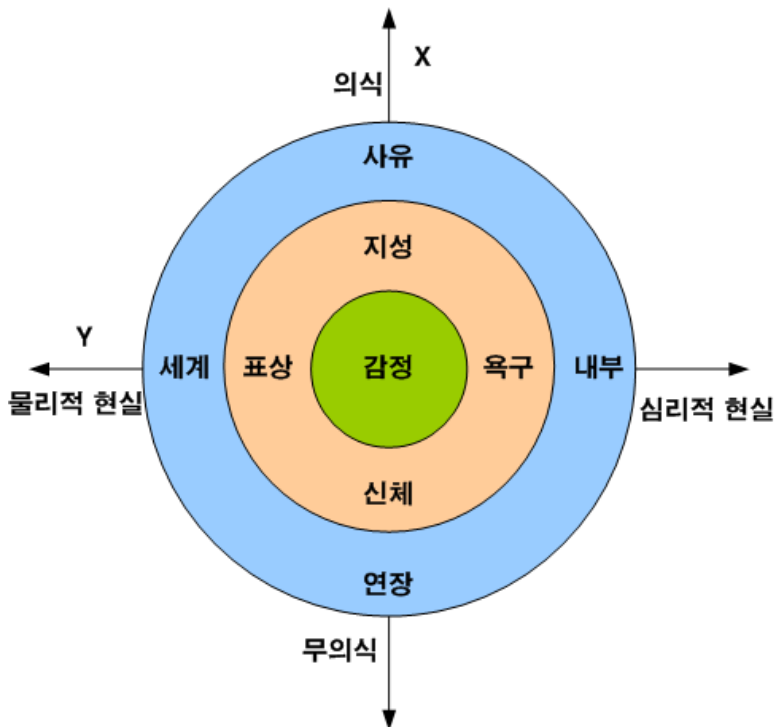 X
의식
사유
지성
Y
세계 표상 감정 욕구 내부
물리적 현실
심리적 현실
신체
연장
무의식